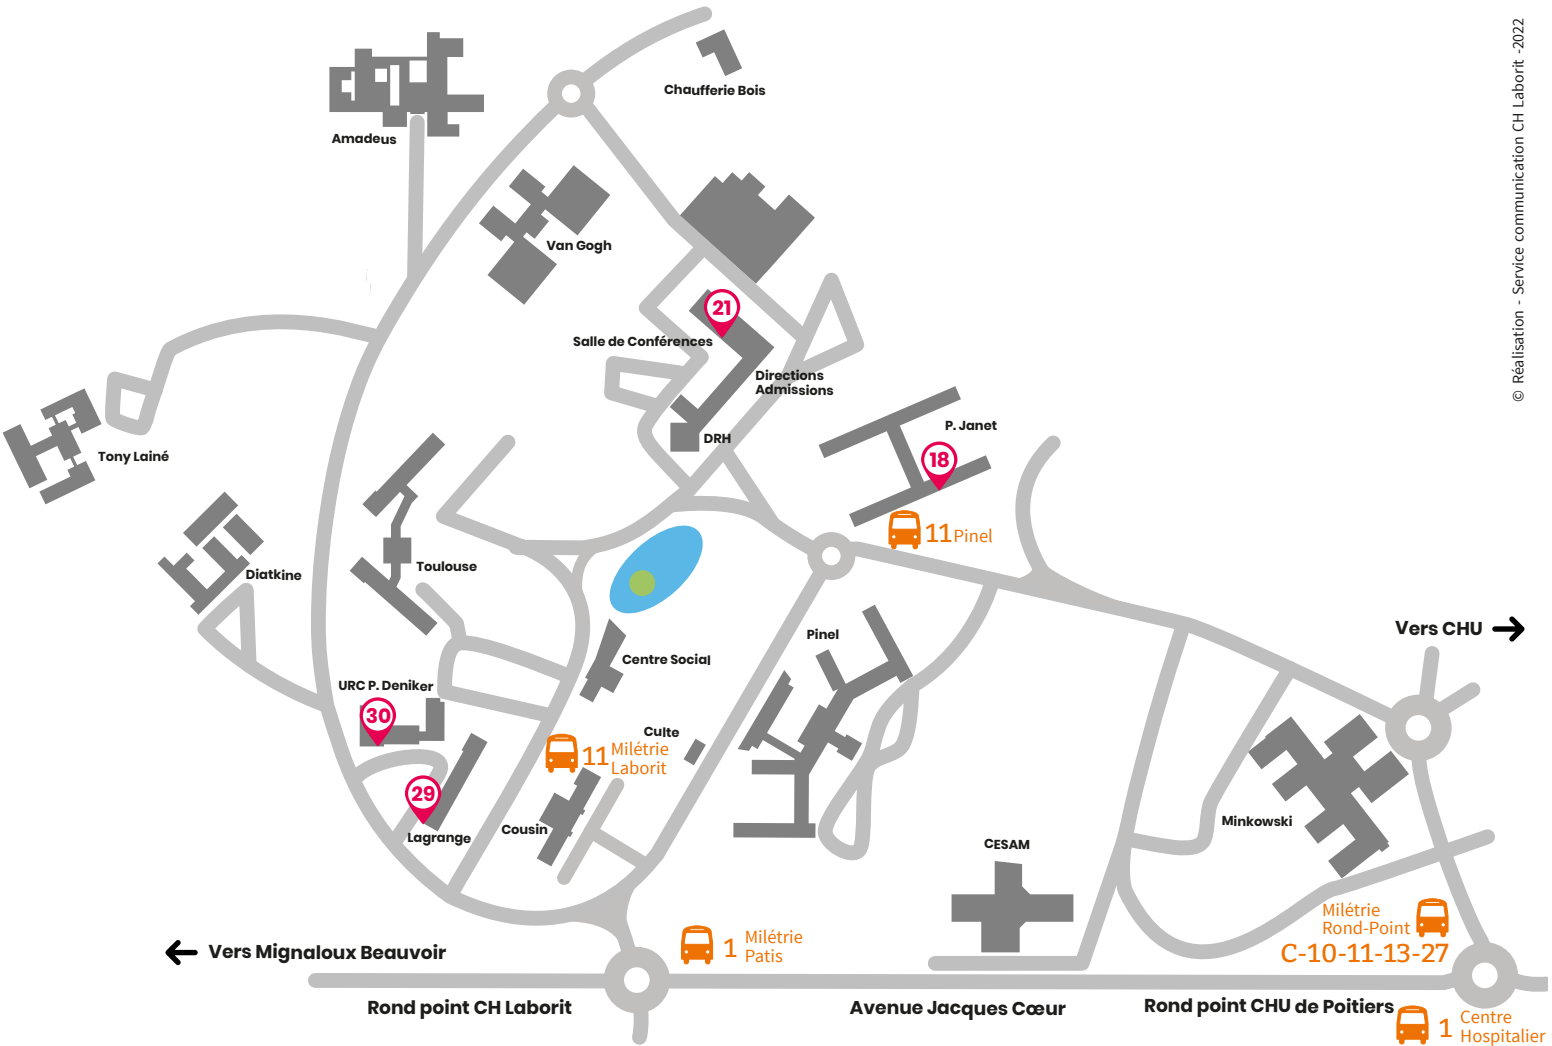 © Réalisation - Service communication CH Laborit -2022
Chaufferie Bois
Amadeus
Van Gogh
21
Salle de Conférences
Directions
Admissions
DRH
P. Janet
18
11 Pinel
Tony Lainé
Toulouse
Diatkine
Vers CHU
Pinel
Centre Social
URC P. Deniker
30
Culte
11 Milétrie
Laborit
29
Lagrange
Cousin
Minkowski
CESAM
Milétrie
Rond-Point
C-10-11-13-27
1 Milétrie
Patis
Vers Mignaloux Beauvoir
Rond point CH Laborit
Avenue Jacques Cœur
Rond point CHU de Poitiers
1 Centre
Hospitalier